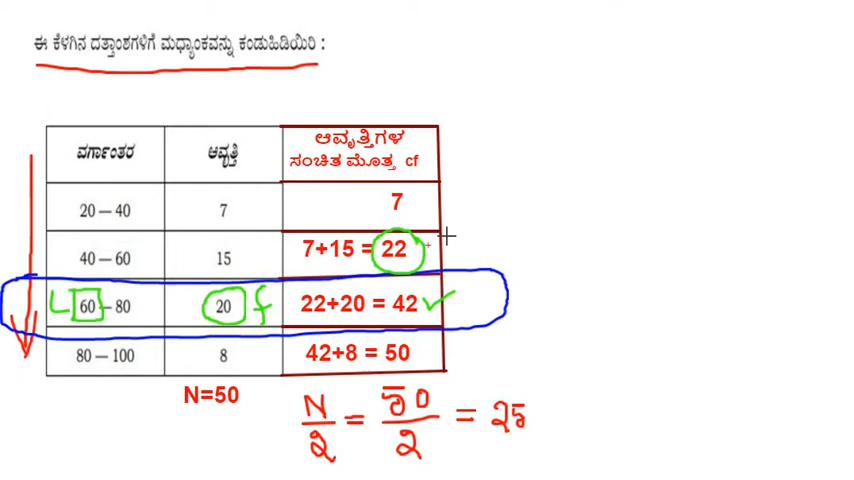 ಈ ಕೆಳಗಿನ ದತ್ತಾಂಶಗಳಿಗೆ ಮಧ್ಯಾಂಕವನ್ನು ಕಂಡುಹಿಡಿಯಿರಿ :
ವರ್ಗಾಂತರ ಆವೃತ್ತಿ ಆವೃತ್ತಿಗಳ
ಸಂಚಿತ ಮೊತ್ತ cf
20 — 40 7 7
40 — 60 15 7+15 = 22
L 60 – 80 20 f 22+20 = 42 ✓
80 — 100 8 42+8 = 50
N=50
N/2 = 50/2 = 25